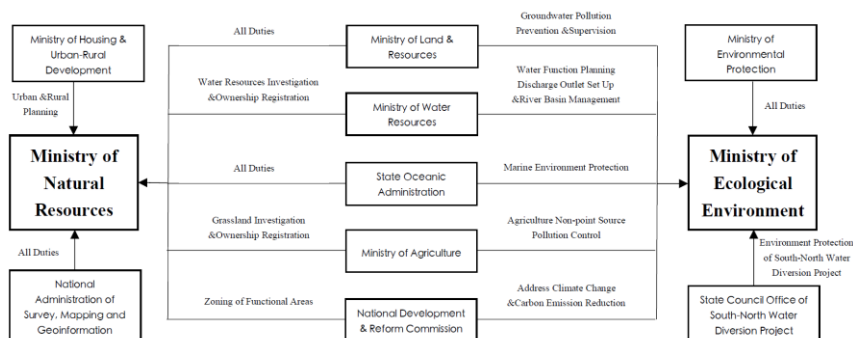 Ministry of Housing &
Urban-Rural
Development
Urban &Rural
Planning
Ministry of
Natural
Resources
All Duties
National
Administration of
Survey, Mapping and
Geoinformation
All Duties
Water Resources Investigation
&Ownership Registration
All Duties
Grassland Investigation
&Ownership Registration
Zoning of Functional Areas
Ministry of Land &
Resources
Ministry of Water
Resources
State Oceanic
Administration
Ministry of Agriculture
National Development
& Reform Commission
Groundwater Pollution
Prevention &Supervision
Water Function Planning
Discharge Outlet Set Up
&River Basin Management
Marine Environment Protection
Agriculture Non-point Source
Pollution Control
Address Climate Change
&Carbon Emission Reduction
Ministry of
Environmental
Protection
All Duties
Ministry of
Ecological
Environment
Environment Protection
of South-North Water
Diversion Project
State Council Office of
South-North Water
Diversion Project